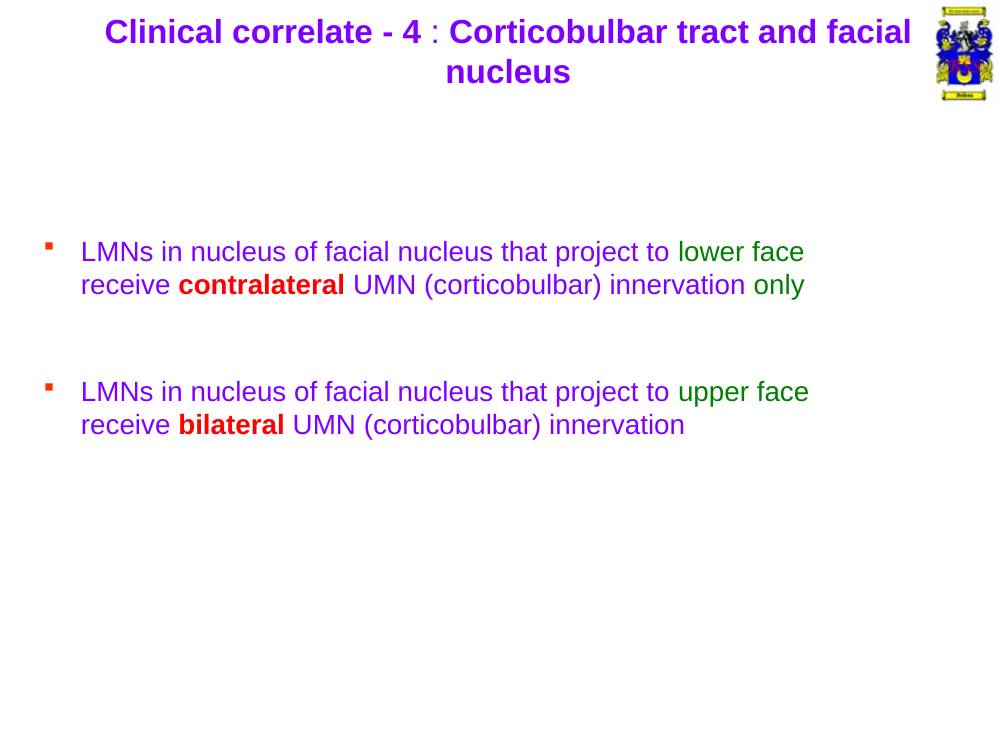 Clinical correlate - 4 : Corticobulbar tract and facial
nucleus
LMNs in nucleus of facial nucleus that project to lower face
receive contralateral UMN (corticobulbar) innervation only
LMNs in nucleus of facial nucleus that project to upper face
receive bilateral UMN (corticobulbar) innervation